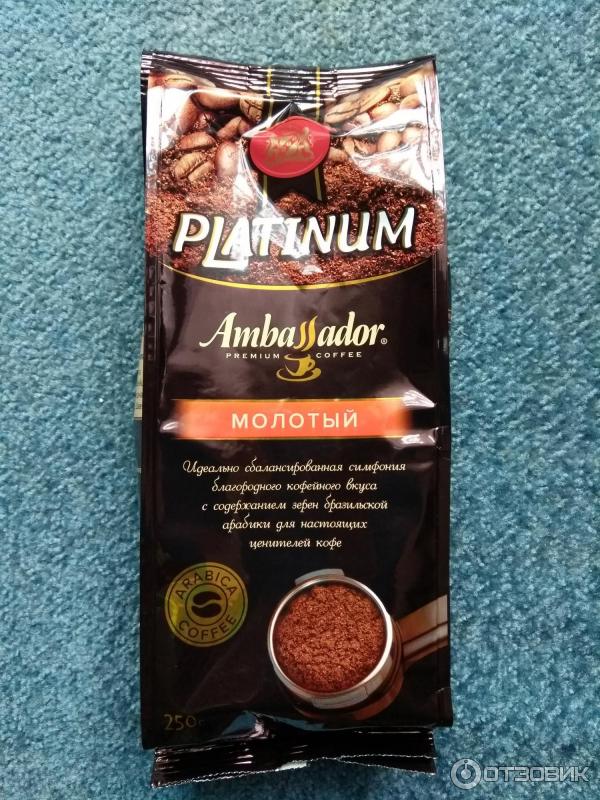 PLATINUM
Ambassador®
PREMIUM COFFEE
МОЛОТЫЙ
Идеально сбалансированная симфония
благородного кофейного вкуса
с содержанием зерен бразильской
арабики для настоящих
ценителей кофе
ARABICA
COFFEE
250г
ОТЗОВИК